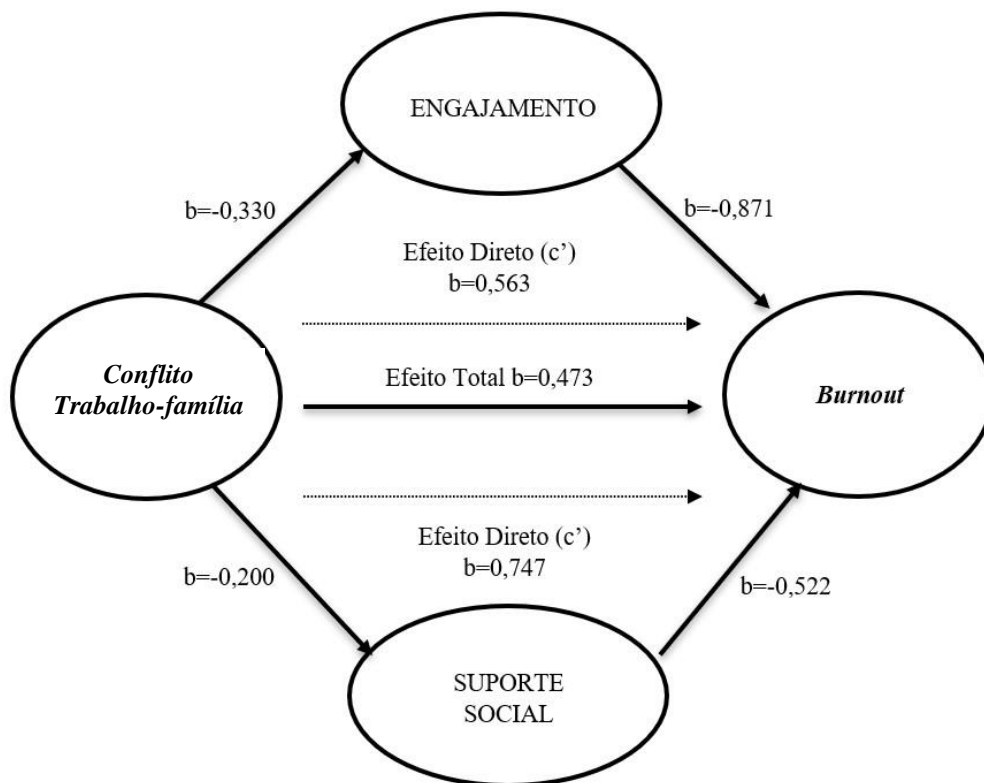 ENGAJAMENTO
b=-0,330
b=-0,871
Efeito Direto (c’)
b=0,563
Conflito
Trabalho-família
Efeito Total b=0,473
Burnout
Efeito Direto (c’)
b=0,747
b=-0,200
b=-0,522
SUPORTE
SOCIAL